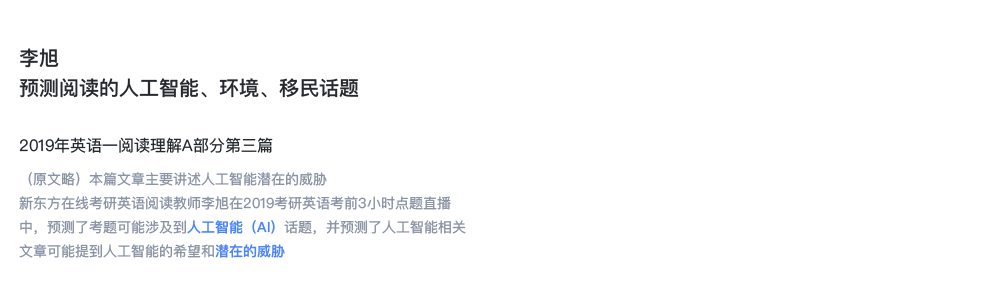 李旭
预测阅读的人工智能、环境、移民话题
2019年英语一阅读理解A部分第三篇
（原文略）本篇文章主要讲述人工智能潜在的威胁
新东方在线考研英语阅读教师李旭在2019考研英语考前3小时点题直播
中，预测了考题可能涉及到人工智能（AI）话题，并预测了人工智能相关
文章可能提到人工智能的希望和潜在的威胁